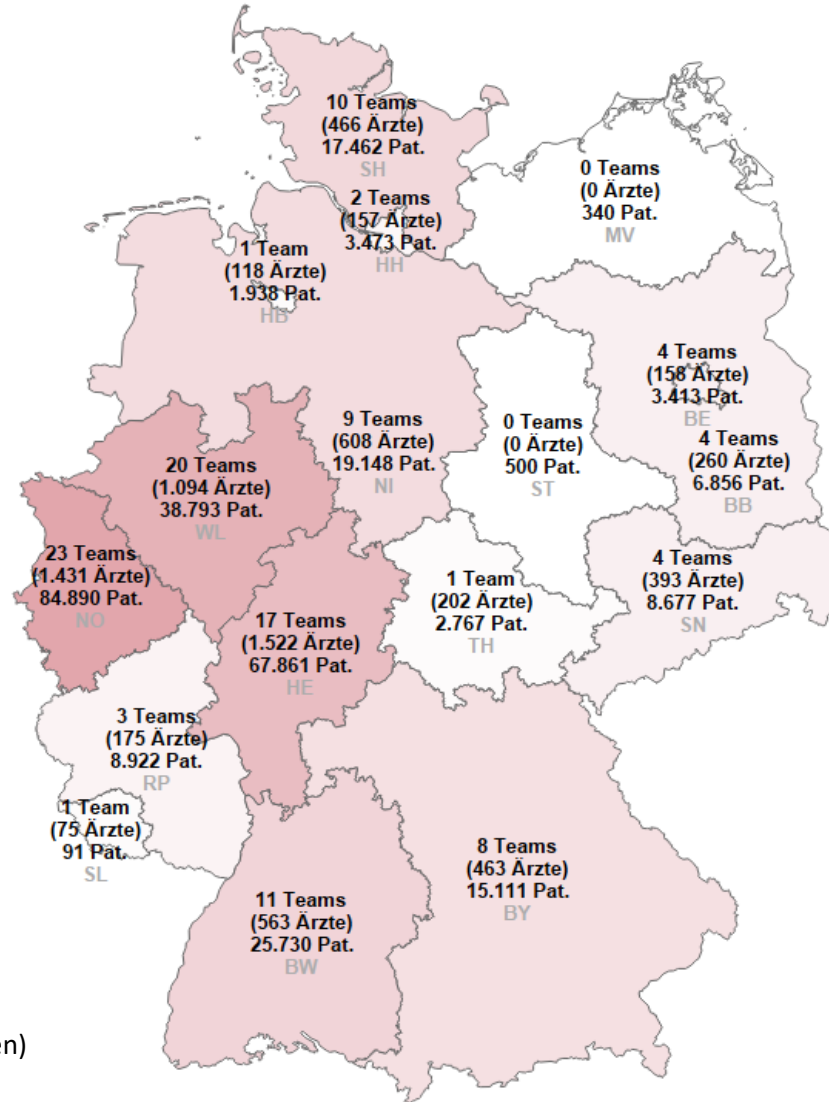 10 Teams
(466 Ärzte)
17.462 Pat.
SH
0 Teams
(0 Ärzte)
340 Pat.
MV
2 Teams
(157 Ärzte)
3.473 Pat.
HH
1 Team
(118 Ärzte)
1.938 Pat.
HB
4 Teams
(158 Ärzte)
3.413 Pat.
BE
9 Teams
(608 Ärzte)
19.148 Pat.
NI
0 Teams
(0 Ärzte)
500 Pat.
ST
4 Teams
(260 Ärzte)
6.856 Pat.
BB
20 Teams
(1.094 Ärzte)
38.793 Pat.
WL
23 Teams
(1.431 Ärzte)
84.890 Pat.
NO
4 Teams
(393 Ärzte)
8.677 Pat.
SN
1 Team
(202 Ärzte)
2.767 Pat.
TH
17 Teams
(1.522 Ärzte)
67.861 Pat.
HE
3 Teams
(175 Ärzte)
8.922 Pat.
RP
1 Team
(75 Ärzte)
91 Pat.
SL
8 Teams
(463 Ärzte)
15.111 Pat.
BY
11 Teams
(563 Ärzte)
25.730 Pat.
BW
en)